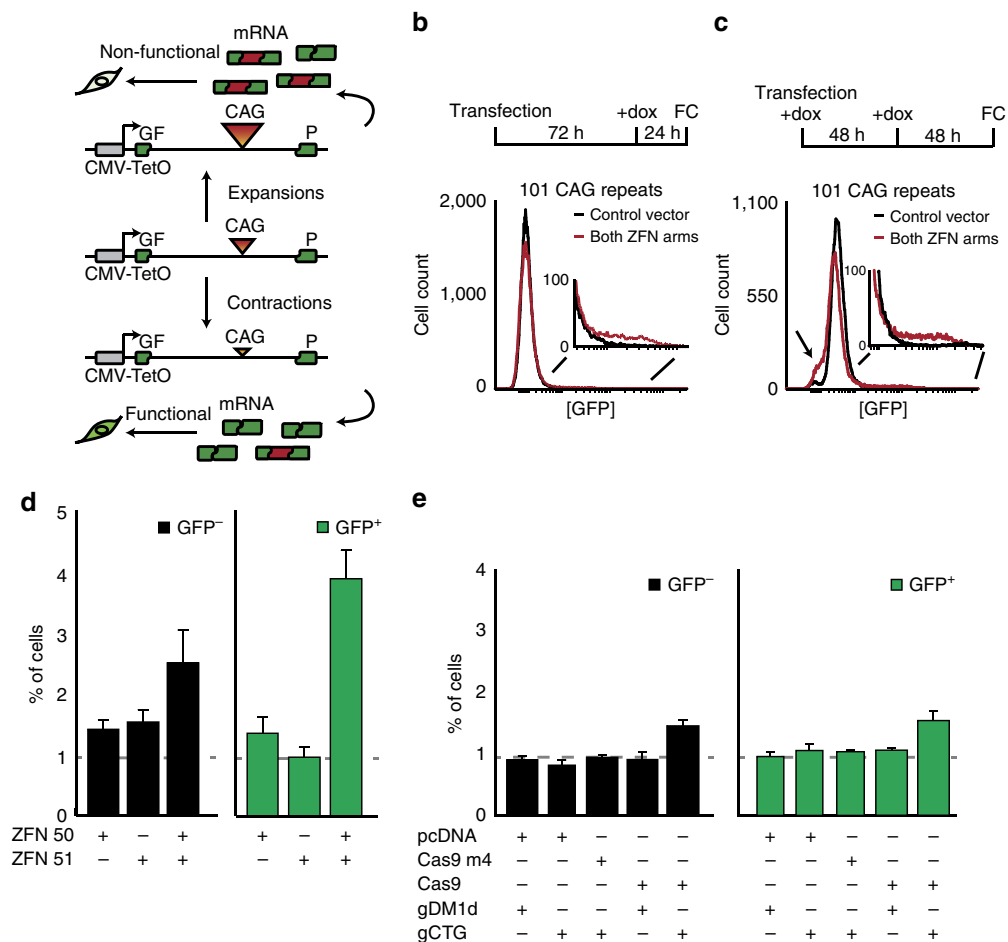 mRNA
Non-functional
CAG
GF
P
CMV-TetO
Expansions
CAG
GF
P
CMV-TetO
Contractions
GF
P
CMV-TetO
mRNA
Functional
b
Transfection
+dox
FC
72 h
24 h
101 CAG repeats
2,000
1,000
0
Cell count
Control vector
Both ZFN arms
100
0
[GFP]
c
Transfection
+dox
+dox
FC
48 h
48 h
101 CAG repeats
1,100
550
0
Cell count
Control vector
Both ZFN arms
100
0
[GFP]
d
5
4
3
2
1
0
% of cells
GFP–
GFP+
ZFN 50 + – + + – +
ZFN 51 – + + – + +
e
4
3
2
1
0
% of cells
GFP–
GFP+
pcDNA + + – – – + + – – –
Cas9 m4 – – + – – – – + – –
Cas9 – – – + + – – – + +
gDM1d + – – + – + – – + –
gCTG – + + – + – + + – +